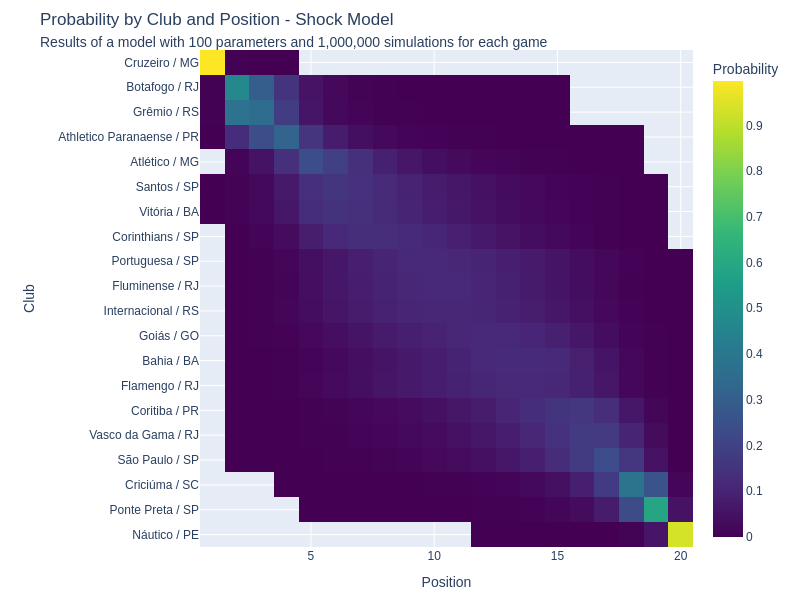 Probability by Club and Position - Shock Model
Results of a model with 100 parameters and 1,000,000 simulations for each game
Probability
Club
Cruzeiro / MG
Botafogo / RJ
Grêmio / RS
Athletico Paranaense / PR
Atlético / MG
Santos / SP
Vitória / BA
Corinthians / SP
Portuguesa / SP
Fluminense / RJ
Internacional / RS
Goiás / GO
Bahia / BA
Flamengo / RJ
Coritiba / PR
Vasco da Gama / RJ
São Paulo / SP
Criciúma / SC
Ponte Preta / SP
Náutico / PE
0.9
0.8
0.7
0.6
0.5
0.4
0.3
0.2
0.1
0
5 10 15 20
Position